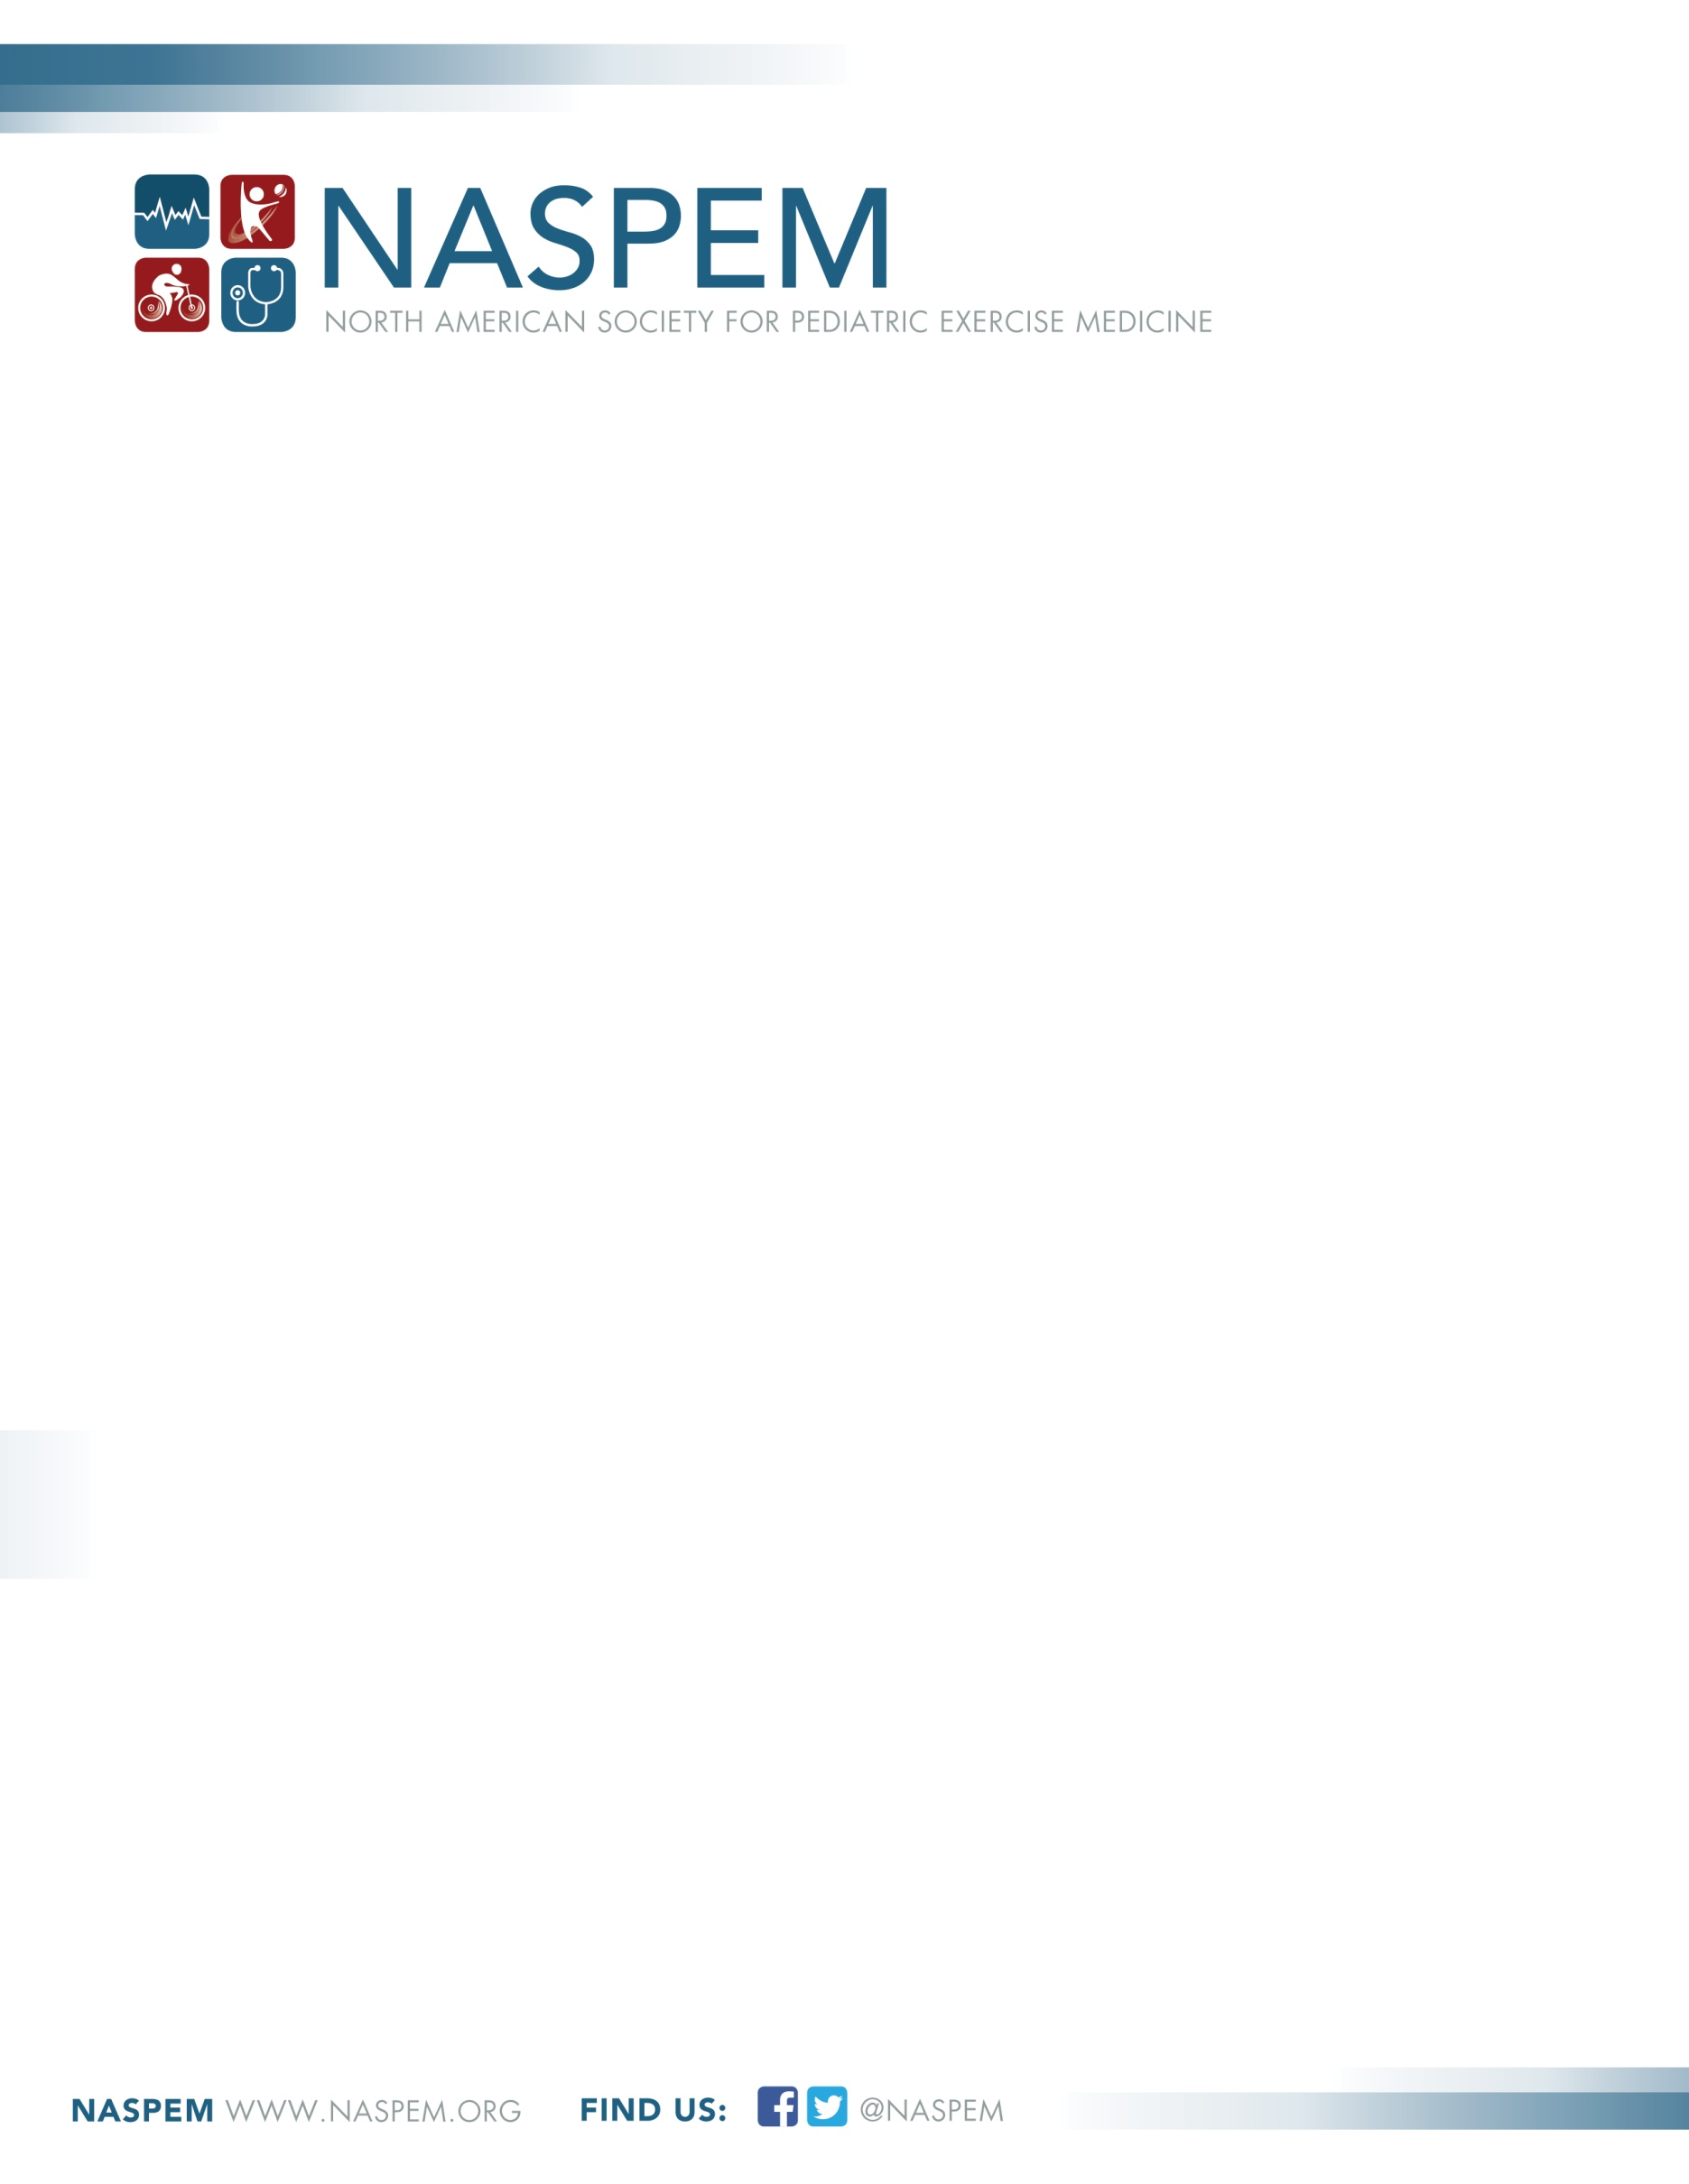 NASPEM
NORTH AMERICAN SOCIETY FOR PEDIATRIC EXERCISE MEDICINE
NASPEM WWW.NASPEM.ORG FIND US: @NASPEM